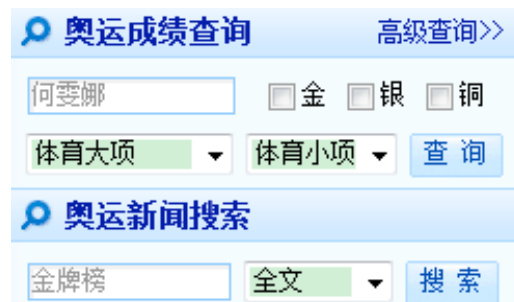 奥运成绩查询 高级查询>>
何雯娜 金 银 铜
体育大项 体育小项 查 询
奥运新闻搜索
金牌榜 全文 搜 索